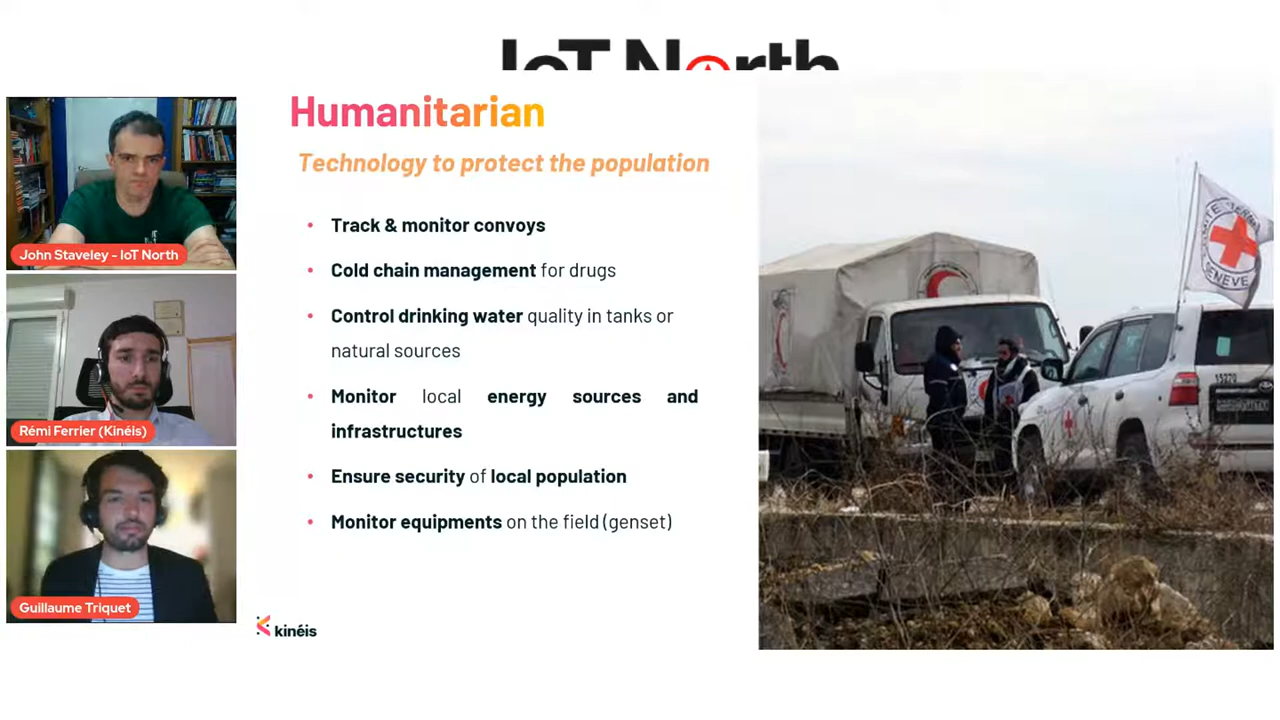 IoT North
Humanitarian
Technology to protect the population
John Staveley - IoT North
Rémi Ferrier (Kinéis)
Guillaume Triquet
• Track & monitor convoys
• Cold chain management for drugs
• Control drinking water quality in tanks or
natural sources
• Monitor local energy sources and
infrastructures
• Ensure security of local population
• Monitor equipments on the field (genset)
kinéis
GENEVE